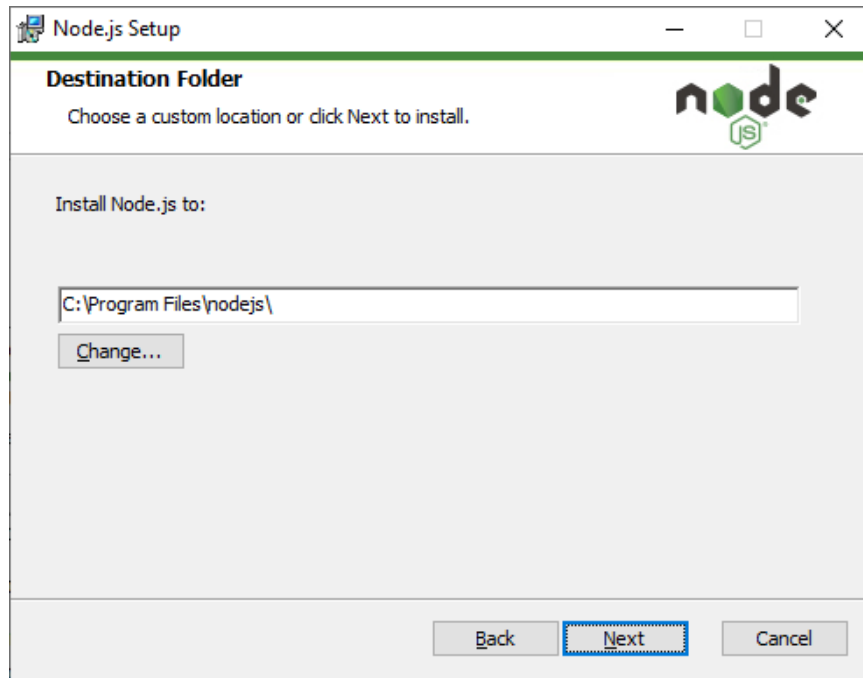 Node.js Setup
Destination Folder
Choose a custom location or click Next to install.
node
JS
Install Node.js to:
C:\Program Files\nodejs\
Change...
Back
Next
Cancel